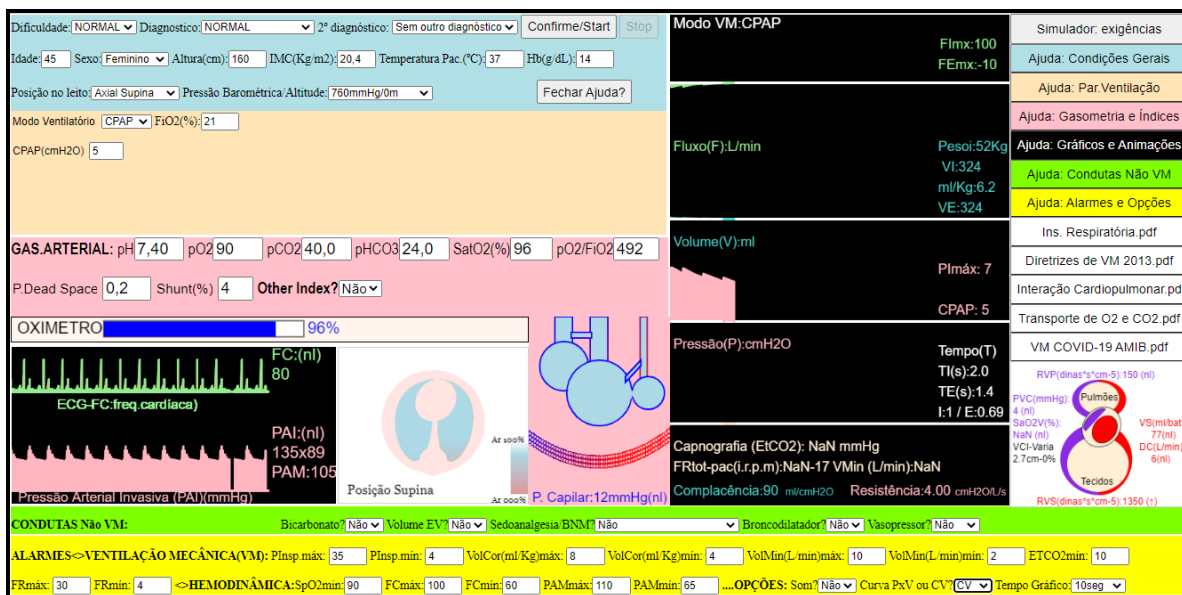 Dificuldade: NORMAL Diagnostico: NORMAL 2º diagnóstico: Sem outro diagnóstico Confirme/Start Stop
Idade: 45 Sexo: Feminino Altura(cm): 160 IMC(Kg/m2): 20,4 Temperatura Pac.(ºC): 37 Hb(g/dL): 14
Posição no leito: Axial Supina Pressão Barométrica/Altitude: 760mmHg/0m Fechar Ajuda?
Modo Ventilatório CPAP FiO2(%): 21
CPAP(cmH2O) 5
GAS.ARTERIAL: pH 7,40 pO2 90 pCO2 40,0 pHCO3 24,0 SatO2(%) 96 pO2/FiO2 492
P.Dead Space 0,2 Shunt(%) 4 Other Index? Não
OXIMETRO 96%
FC:(nl)
80
ECG-FC:freq.cardíaca)
PAI:(nl)
135x89
PAM:105
Pressão Arterial Invasiva (PAI)(mmHg)
Ar 100%
Posição Supina
Ar 000%
P. Capilar:12mmHg(nl)
Modo VM:CPAP
FImx:100
FEmx:-10
Fluxo(F):L/min
Pesoi:52Kg
VI:324
ml/Kg:6.2
VE:324
Volume(V):ml
PImáx: 7
CPAP: 5
Pressão(P):cmH2O
Tempo(T)
TI(s):2.0
TE(s):1.4
I:1 / E:0.69
Capnografia (EtCO2): NaN mmHg
FRtot-pac(i.r.p.m):NaN-17 VMin (L/min):NaN
Complacência:90 ml/cmH2O Resistência:4.00 cmH2O/L/s
Simulador: exigências
Ajuda: Condições Gerais
Ajuda: Par.Ventilação
Ajuda: Gasometria e Índices
Ajuda: Gráficos e Animações
Ajuda: Condutas Não VM
Ajuda: Alarmes e Opções
Ins. Respiratória.pdf
Diretrizes de VM 2013.pdf
Interação Cardiopulmonar.pd
Transporte de O2 e CO2.pdf
VM COVID-19 AMIB.pdf
RVP(dinas*s*cm-5):150 (nl)
Pulmões
PVC(mmHg):
4 (nl)
SaO2V(%):
NaN (nl)
VCI-Varia
2.7cm-0%
VS(ml/bat
77(nl)
DC(L/min)
6(nl)
Tecidos
RVS(dinas*s*cm-5):1350 (↑)
CONDUTAS Não VM: Bicarbonato? Não Volume EV? Não Sedoanalgesia/BNM? Não Broncodilatador? Não Vasopressor? Não
ALARMES<>VENTILAÇÃO MECÂNICA(VM): PInsp.máx: 35 PInsp.mín: 4 VolCor(ml/Kg)máx: 8 VolCor(ml/Kg)mín: 4 VolMin(L/min)máx: 10 VolMin(L/min)mín: 2 ETCO2mín: 10
FRmáx: 30 FRmín: 4 <>HEMODINÂMICA:SpO2mín: 90 FCmáx: 100 FCmín: 60 PAMmáx: 110 PAMmín: 65 ....OPÇÕES: Som? Não Curva PxV ou CV? CV Tempo Gráfico: 10seg